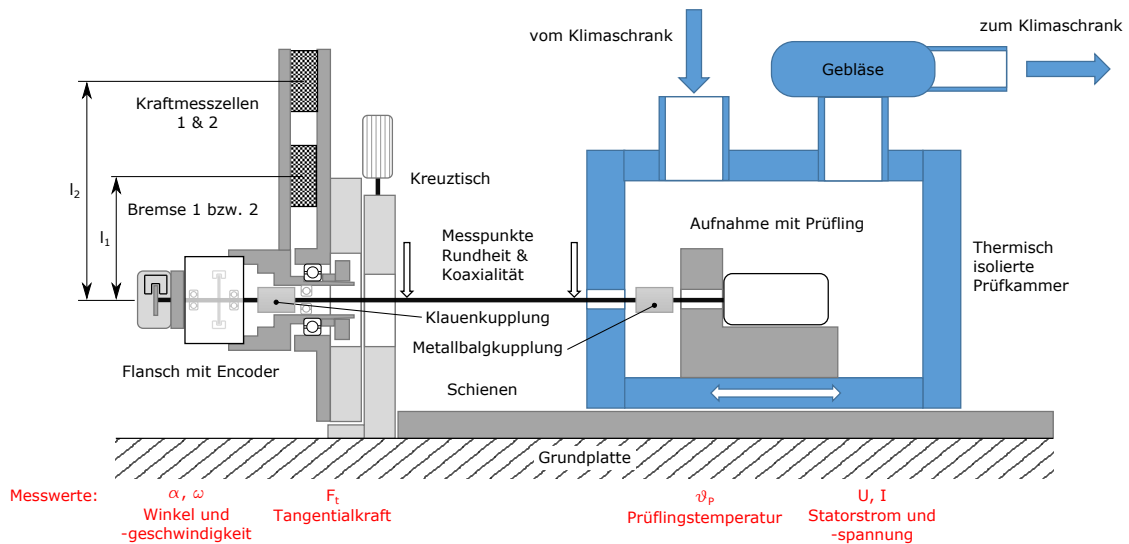 vom Klimaschrank
zum Klimaschrank
Gebläse
Kraftmesszellen
1 & 2
l₂
Bremse 1 bzw. 2
l₁
Kreuztisch
Messpunkte
Rundheit &
Koaxialität
Aufnahme mit Prüfling
Thermisch
isolierte
Prüfkammer
Klauenkupplung
Metallbalgkupplung
Flansch mit Encoder
Schienen
Grundplatte
Messwerte:
α, ω
Winkel und
-geschwindigkeit
Fₜ
Tangentialkraft
ϑₚ
Prüflingstemperatur
U, I
Statorstrom und
-spannung